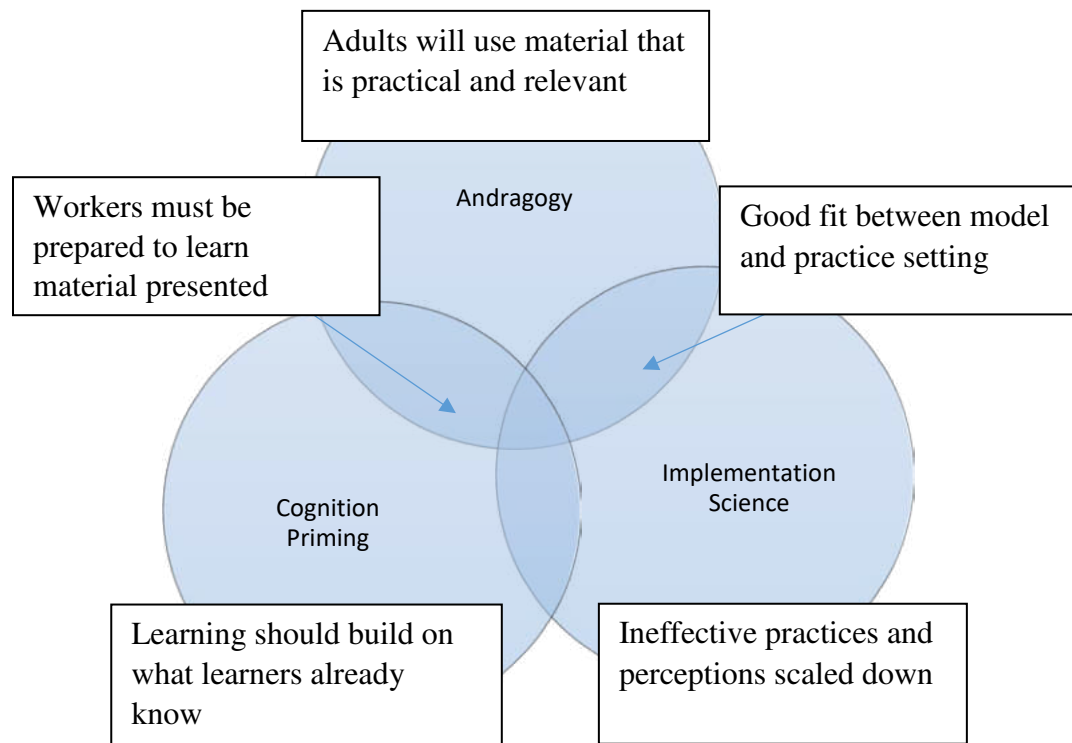 Adults will use material that
is practical and relevant
Andragogy
Workers must be
prepared to learn
material presented
Good fit between model
and practice setting
Cognition
Priming
Implementation
Science
Learning should build on
what learners already
know
Ineffective practices and
perceptions scaled down